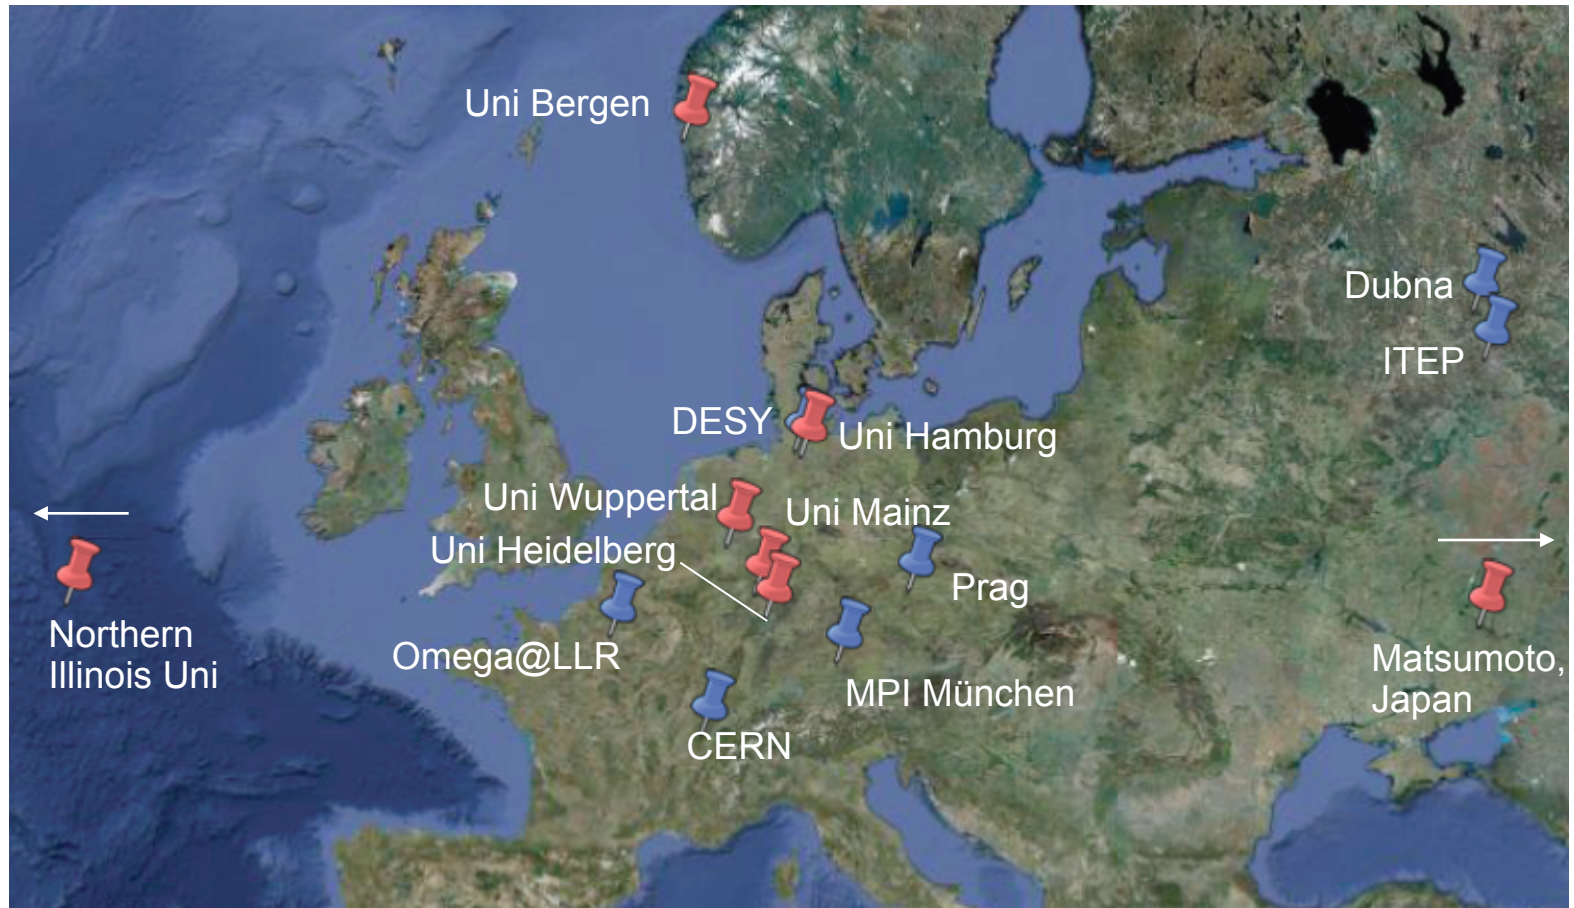 Uni Bergen
Dubna
ITEP
DESY
Uni Hamburg
Uni Wuppertal
Uni Mainz
Uni Heidelberg
Prag
Northern
Illinois Uni
Omega@LLR
Matsumoto,
Japan
MPI München
CERN